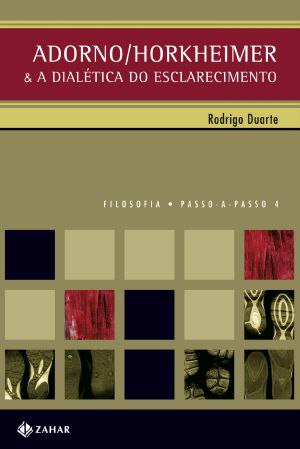 ADORNO/HORKHEIMER
& A DIALÉTICA DO ESCLARECIMENTO
Rodrigo Duarte
FILOSOFIA • PASSO-A-PASSO 4
ZAHAR